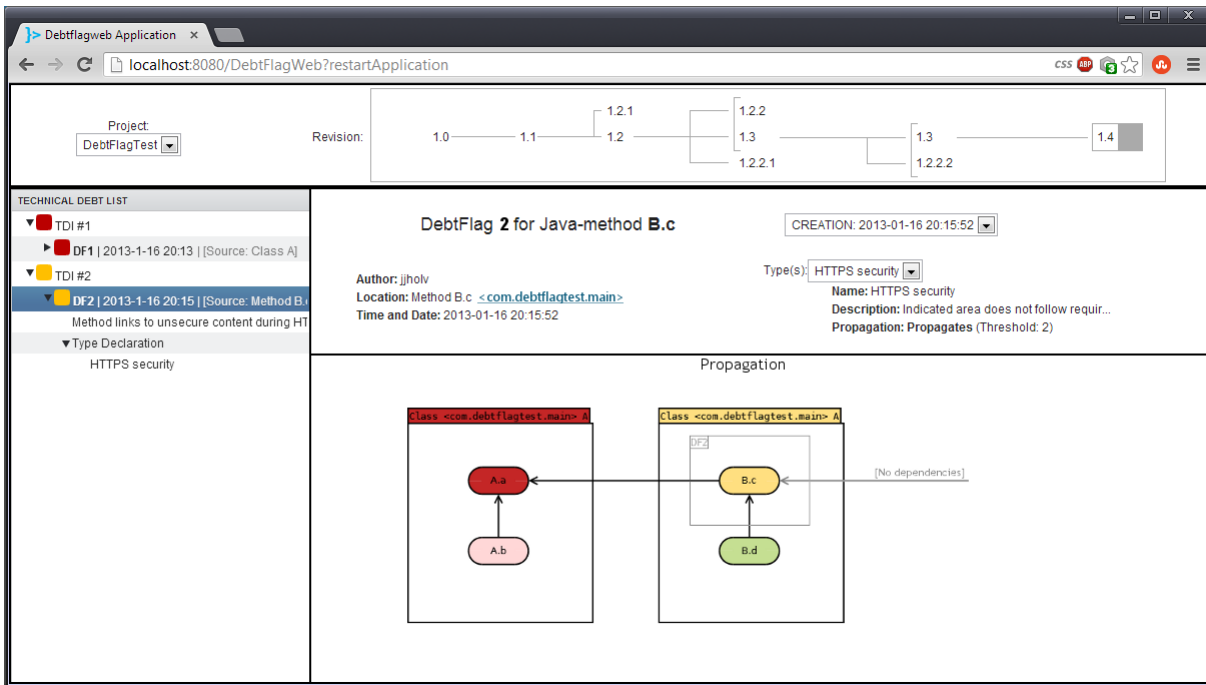 Debtflagweb Application ×
localhost:8080/DebtFlagWeb?restartApplication
CSS ABP 3
Project:
DebtFlagTest
Revision:
1.2.1 1.2.2
1.0 1.1 1.2 1.3 1.3 1.4
1.2.2.1 1.2.2.2
TECHNICAL DEBT LIST
TDI #1
DF1 | 2013-1-16 20:13 | [Source: Class A]
TDI #2
DF2 | 2013-1-16 20:15 | [Source: Method B.
Method links to unsecure content during HT
Type Declaration
HTTPS security
DebtFlag 2 for Java-method B.c
CREATION: 2013-01-16 20:15:52
Author: jjholv
Location: Method B.c <com.debtflagtest.main>
Time and Date: 2013-01-16 20:15:52
Type(s): HTTPS security
Name: HTTPS security
Description: Indicated area does not follow requir...
Propagation: Propagates (Threshold: 2)
Propagation
Class <com.debtflagtest.main> A
Class <com.debtflagtest.main> A
DF2
A.a
B.c
[No dependencies]
A.b
B.d